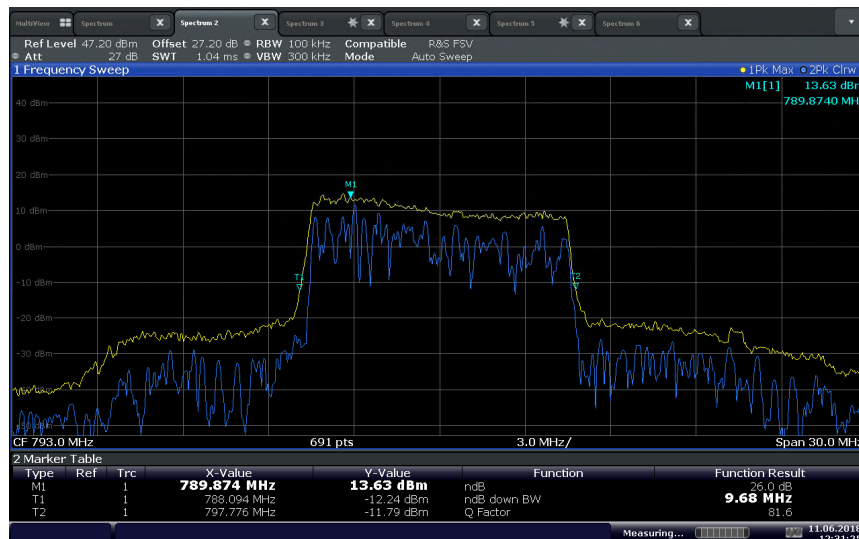 MultiView Spectrum X Spectrum 2 X Spectrum 3 X Spectrum 4 X Spectrum 5 X Spectrum 6 X
Ref Level 47.20 dBm Offset 27.20 dB RBW 100 kHz Compatible R&S FSV
Att 27 dB SWT 1.04 ms VBW 300 kHz Mode Auto Sweep
1 Frequency Sweep 1Pk Max 2Pk Clrw
M1[1] 13.63 dBm
789.8740 MH
40 dBm
30 dBm
20 dBm
M1
10 dBm
0 dBm
T2
-10 dBm
-20 dBm
-30 dBm
CF 793.0 MHz 691 pts 3.0 MHz/ Span 30.0 MHz
2 Marker Table
Type Ref Trc X-Value Y-Value Function Function Result
M1 1 789.874 MHz 13.63 dBm ndB 26.0 dB
T1 1 788.094 MHz -12.24 dBm ndB down BW 9.68 MHz
T2 1 797.776 MHz -11.79 dBm Q Factor 81.6
Measuring... 11.06.2018